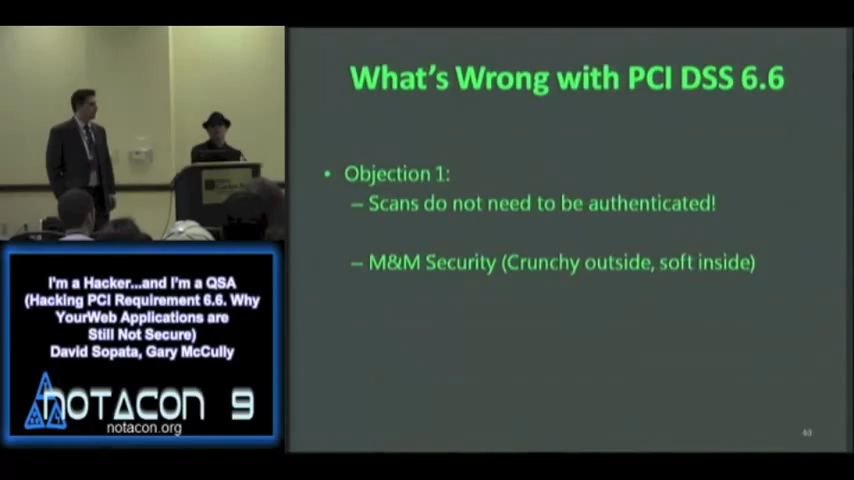 What's Wrong with PCI DSS 6.6
• Objection 1:
– Scans do not need to be authenticated!
– M&M Security (Crunchy outside, soft inside)
I'm a Hacker...and I'm a QSA
(Hacking PCI Requirement 6.6. Why
YourWeb Applications are
Still Not Secure)
David Sopata, Gary McCully
NOTACON 9
notacon.org